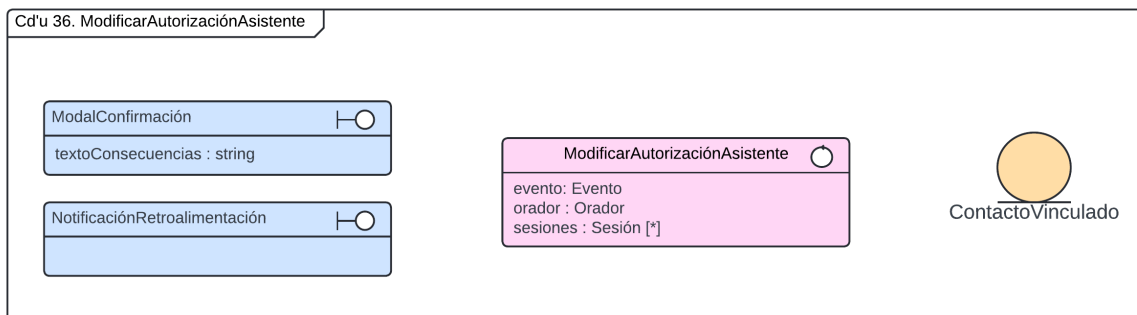 Cd'u 36. ModificarAutorizaciónAsistente
ModalConfirmación
textoConsecuencias : string
NotificaciónRetroalimentación
ModificarAutorizaciónAsistente
evento: Evento
orador : Orador
sesiones : Sesión [*]
ContactoVinculado